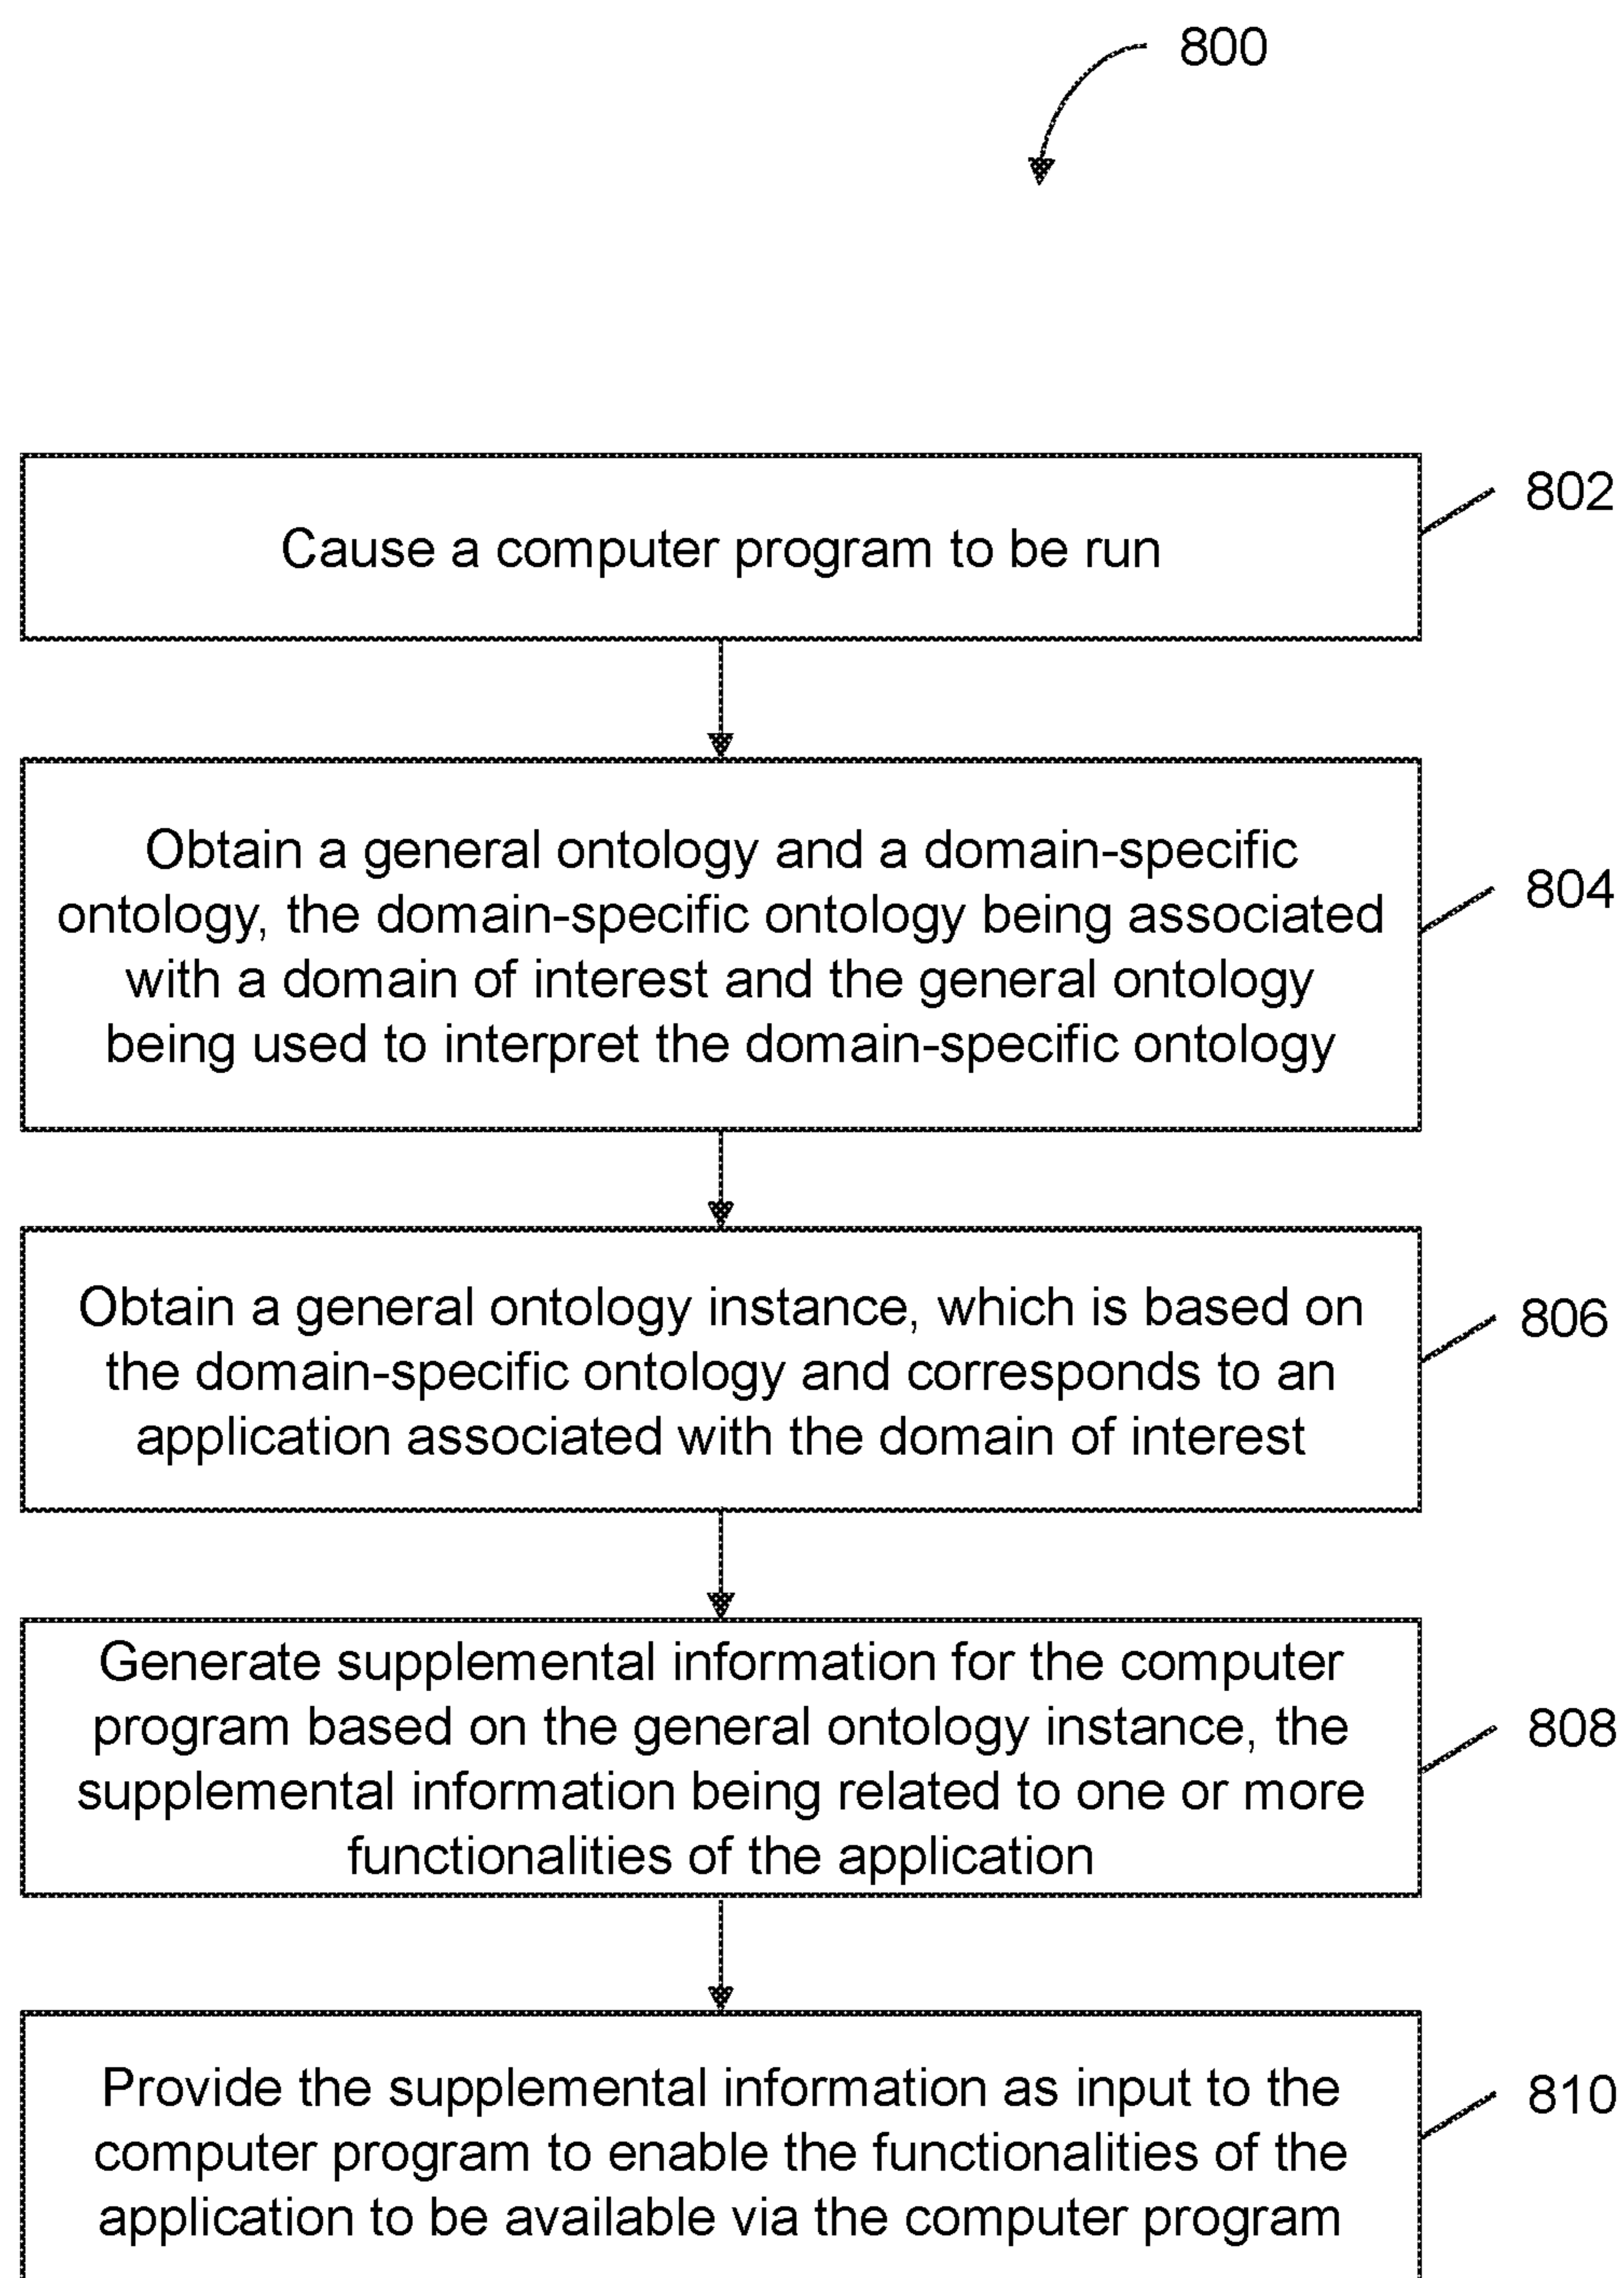 800
Cause a computer program to be run
802
Obtain a general ontology and a domain-specific
ontology, the domain-specific ontology being associated
with a domain of interest and the general ontology
being used to interpret the domain-specific ontology
804
Obtain a general ontology instance, which is based on
the domain-specific ontology and corresponds to an
application associated with the domain of interest
806
Generate supplemental information for the computer
program based on the general ontology instance, the
supplemental information being related to one or more
functionalities of the application
808
Provide the supplemental information as input to the
computer program to enable the functionalities of the
application to be available via the computer program
810